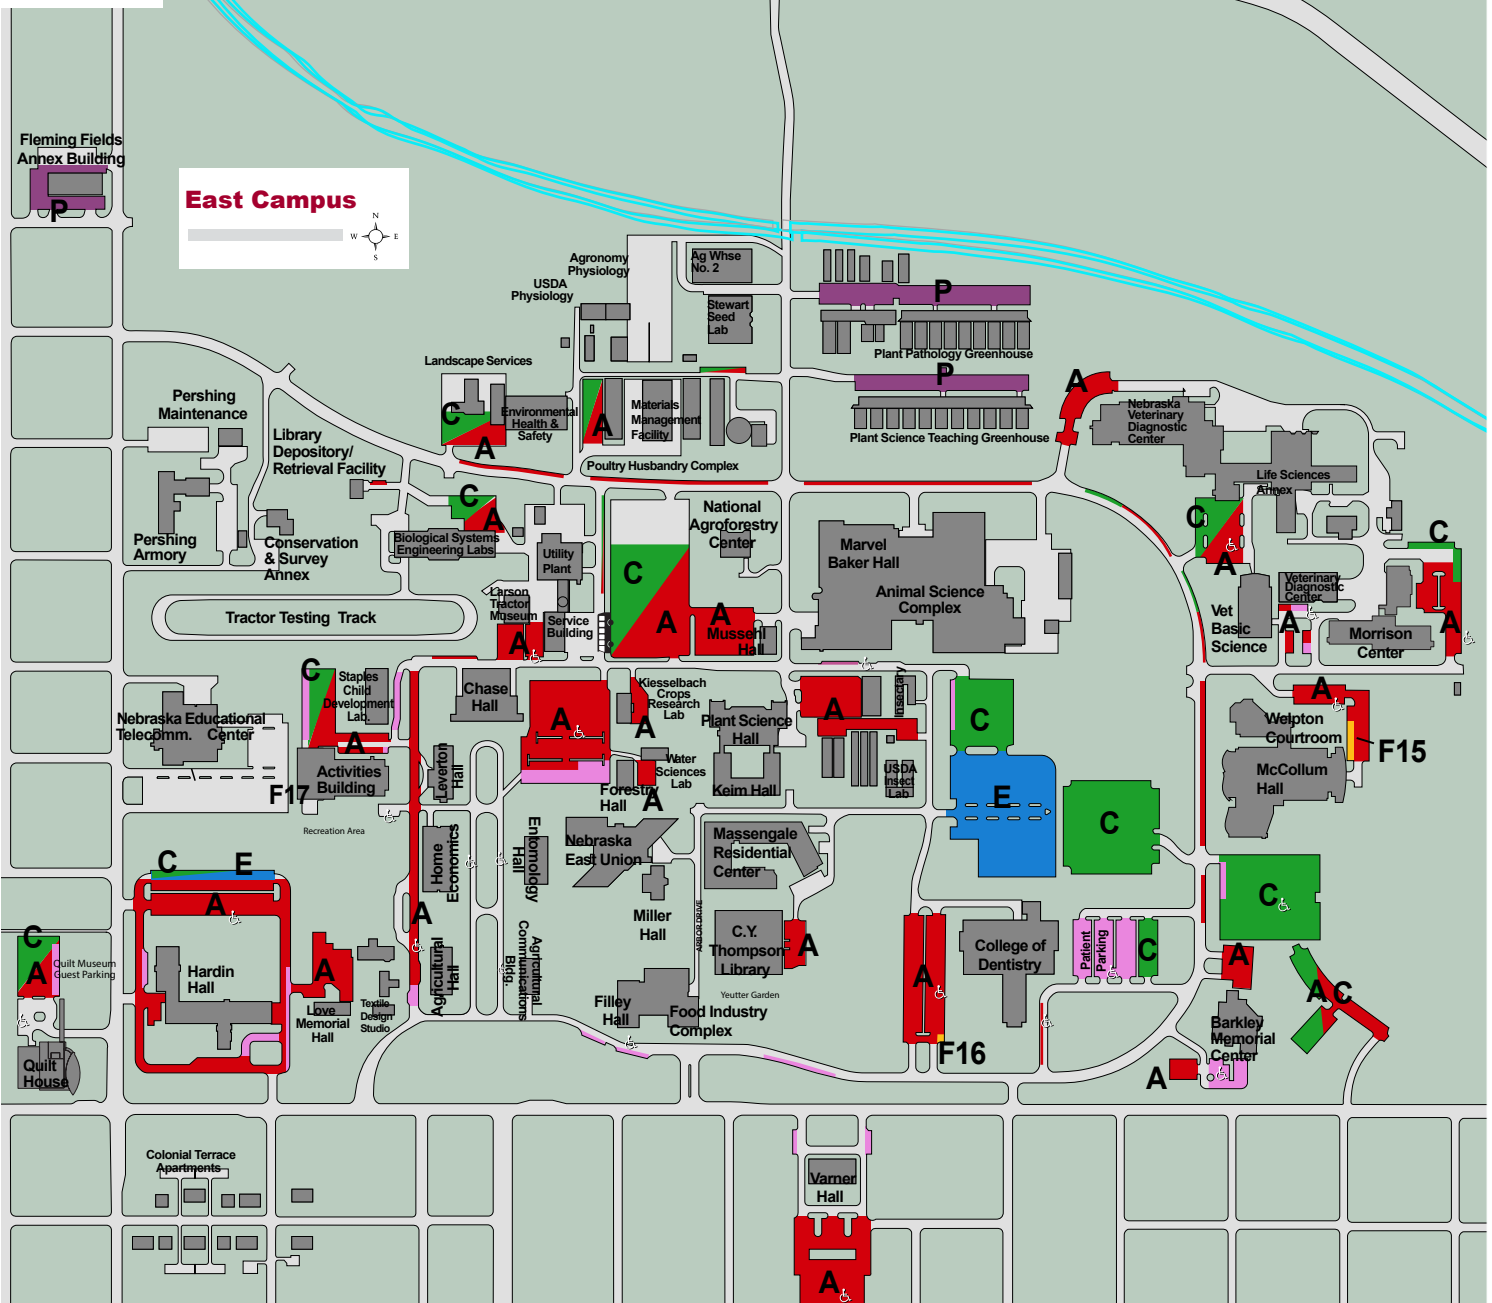 Fleming Fields
Annex Building
P
East Campus
N
W E
S
Agronomy
Physiology
USDA
Physiology
Ag Whse
No. 2
Stewart
Seed
Lab
P
Plant Pathology Greenhouse
P
Plant Science Teaching Greenhouse
Landscape Services
C
A
Environmental
Health &
Safety
A
Materials
Management
Facility
Poultry Husbandry Complex
A
Nebraska
Veterinary
Diagnostic
Center
Life Sciences
Annex
Pershing
Maintenance
Library
Depository/
Retrieval Facility
Pershing
Armory
Conservation
& Survey
Annex
C
A
Biological Systems
Engineering Labs
Utility
Plant
National
Agroforestry
Center
C
A
A
Mussehl
Hall
Marvel
Baker Hall
Animal Science
Complex
C
A
C
A
Vet
Basic
Science
Veterinary
Diagnostic
Center
A
Morrison
Center
Tractor Testing Track
Larson
Tractor
Museum
A
Service
Building
C
Staples
Child
Development
Lab.
A
Chase
Hall
A
Kiesselbach
Crops
Research
Lab
A
Plant Science
Hall
A
Insectary
C
A
Welpton
Courtroom
F15
McCollum
Hall
Nebraska Educational
Telecomm. Center
Activities
Building
F17
Recreation Area
Leverton
Hall
Water
Sciences
Lab
Forestry
Hall
A
Keim Hall
USDA
Insect
Lab
E
C
C E
A
Home
Economics
Entomology
Hall
Nebraska
East Union
Massengale
Residential
Center
Miller
Hall
ARBOR DRIVE
C.Y.
Thompson
Library
A
A
Agricultural
Hall
Agricultural
Communications
Bldg.
C
A
Quilt Museum
Guest Parking
Quilt
House
Hardin
Hall
A
Love
Memorial
Hall
Textile
Design
Studio
Filley
Hall
Food Industry
Complex
Yeutter Garden
A
F16
College of
Dentistry
Patient
Parking
C
C
A
A C
Barkley
Memorial
Center
A
Colonial Terrace
Apartments
Varner
Hall
A